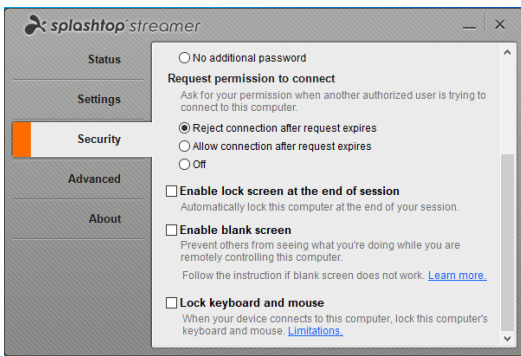 splashtop streamer
Status
Settings
Security
Advanced
About
No additional password
Request permission to connect
Ask for your permission when another authorized user is trying to
connect to this computer.
Reject connection after request expires
Allow connection after request expires
Off
Enable lock screen at the end of session
Automatically lock this computer at the end of your session.
Enable blank screen
Prevent others from seeing what you're doing while you are
remotely controlling this computer.
Follow the instruction if blank screen does not work. Learn more.
Lock keyboard and mouse
When your device connects to this computer, lock this computer's
keyboard and mouse. Limitations.